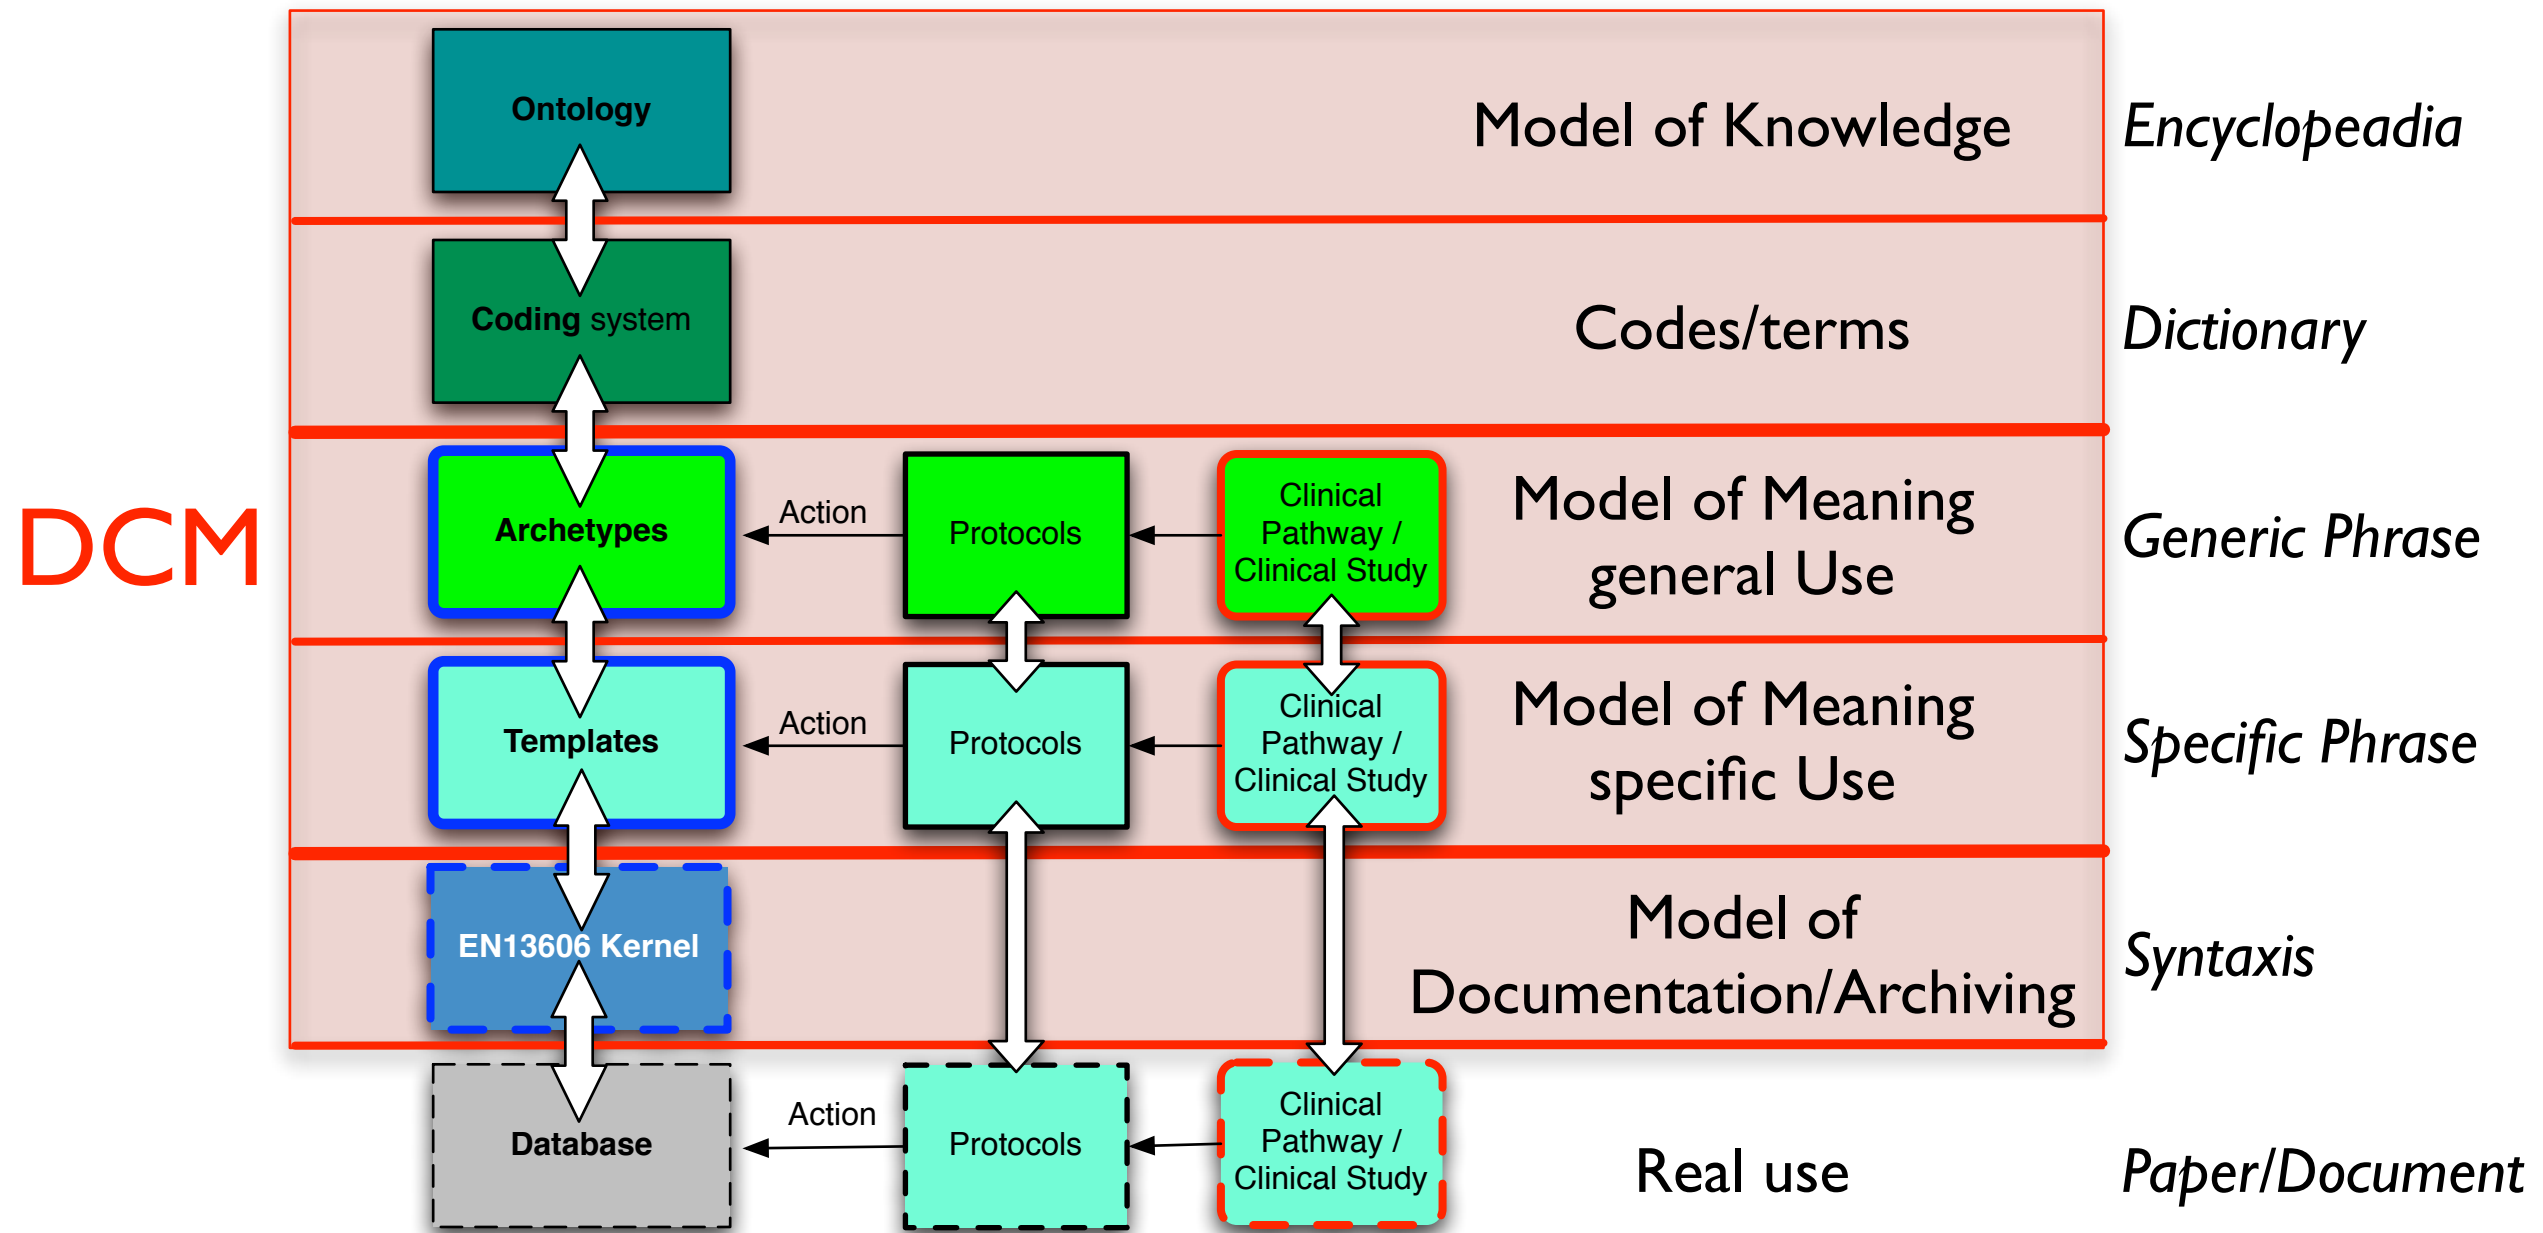 Ontology
Model of Knowledge
Encyclopeadia
Coding system
Codes/terms
Dictionary
DCM
Archetypes
Action
Protocols
Clinical
Pathway /
Clinical Study
Model of Meaning
general Use
Generic Phrase
Templates
Action
Protocols
Clinical
Pathway /
Clinical Study
Model of Meaning
specific Use
Specific Phrase
EN13606 Kernel
Model of
Documentation/Archiving
Syntaxis
Database
Action
Protocols
Clinical
Pathway /
Clinical Study
Real use
Paper/Document